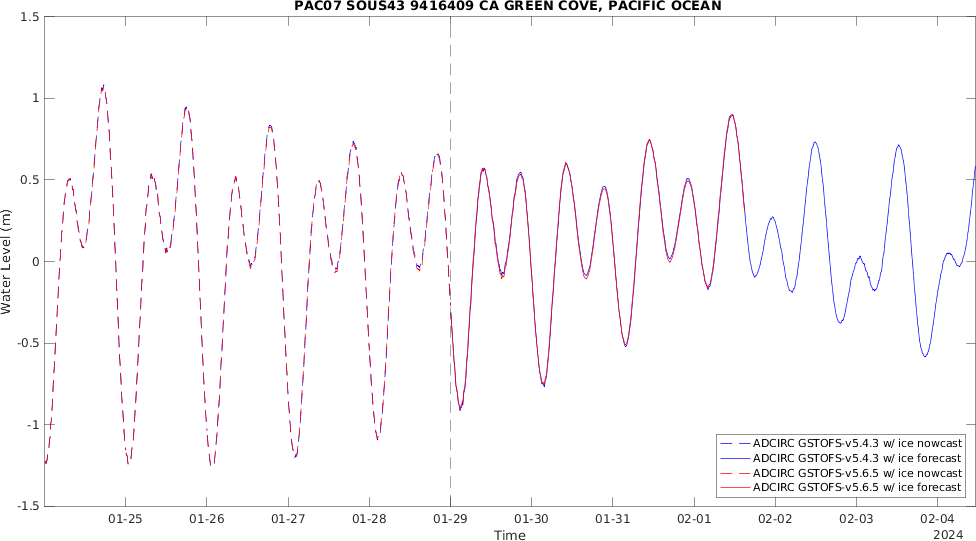 PAC07 SOUS43 9416409 CA GREEN COVE, PACIFIC OCEAN
1.5
1
0.5
0
-0.5
-1
-1.5
Water Level (m)
01-25
01-26
01-27
01-28
01-29
01-30
01-31
02-01
02-02
02-03
02-04
Time
2024
ADCIRC GSTOFS-v5.4.3 w/ ice nowcast
ADCIRC GSTOFS-v5.4.3 w/ ice forecast
ADCIRC GSTOFS-v5.6.5 w/ ice nowcast
ADCIRC GSTOFS-v5.6.5 w/ ice forecast